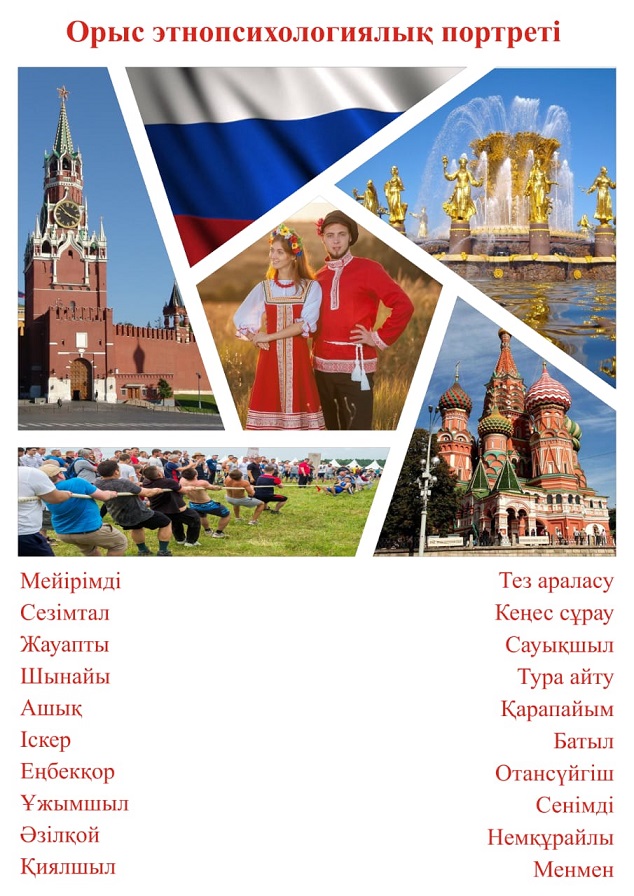 Орыс этнопсихологиялық портреті
Мейірімді
Сезімтал
Жауапты
Шынайы
Ашық
Іскер
Еңбекқор
Ұжымшыл
Әзілқой
Қиялшыл
Тез араласу
Кеңес сұрау
Сауықшыл
Тура айту
Қарапайым
Батыл
Отансүйгіш
Сенімді
Немқұрайлы
Менмен